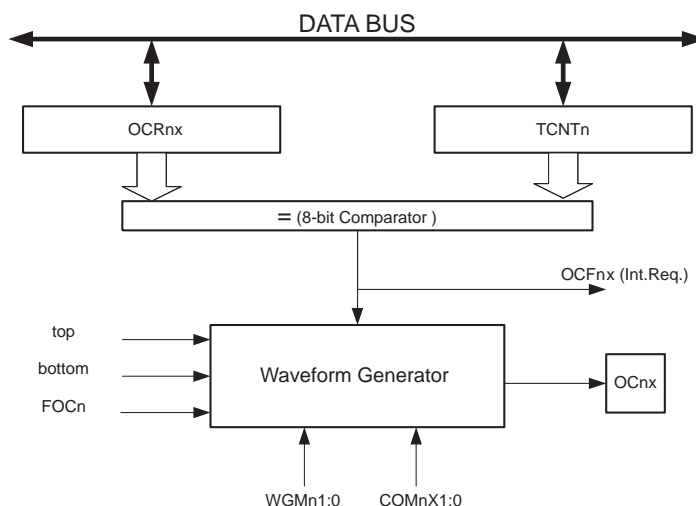 DATA BUS
OCRnx
TCNTn
= (8-bit Comparator )
OCFnx (Int.Req.)
top
bottom
FOCn
Waveform Generator
OCnx
WGMn1:0
COMnX1:0